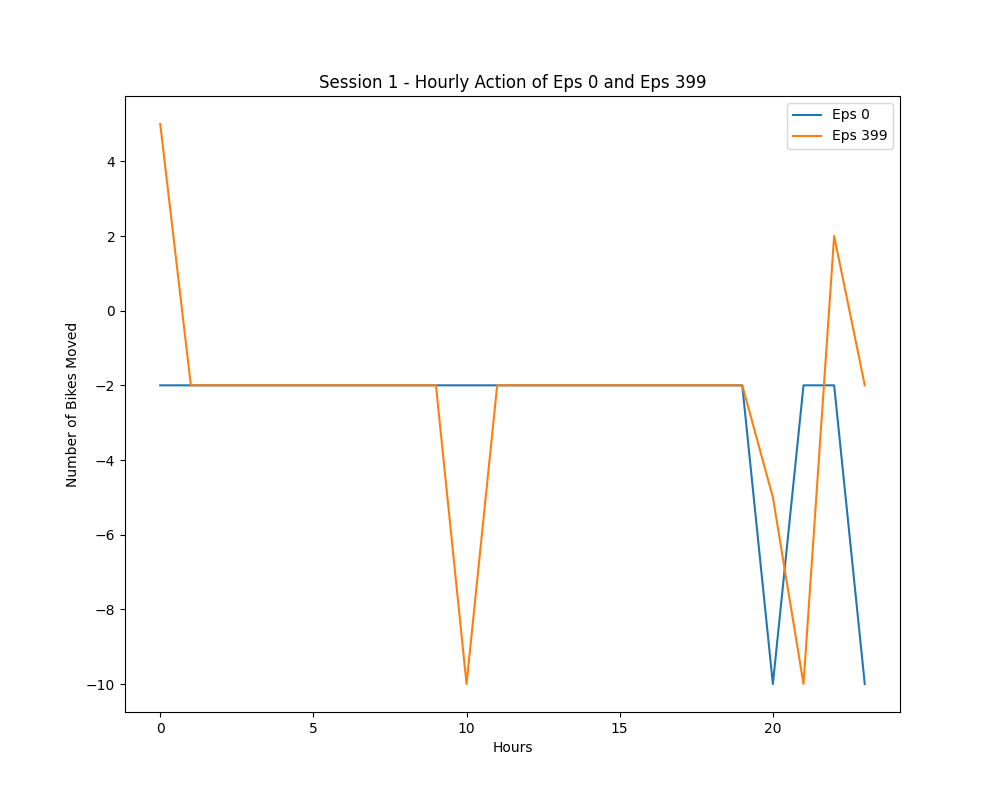 Session 1 - Hourly Action of Eps 0 and Eps 399
Eps 0
Eps 399
Number of Bikes Moved
4
2
0
−2
−4
−6
−8
−10
0 5 10 15 20
Hours